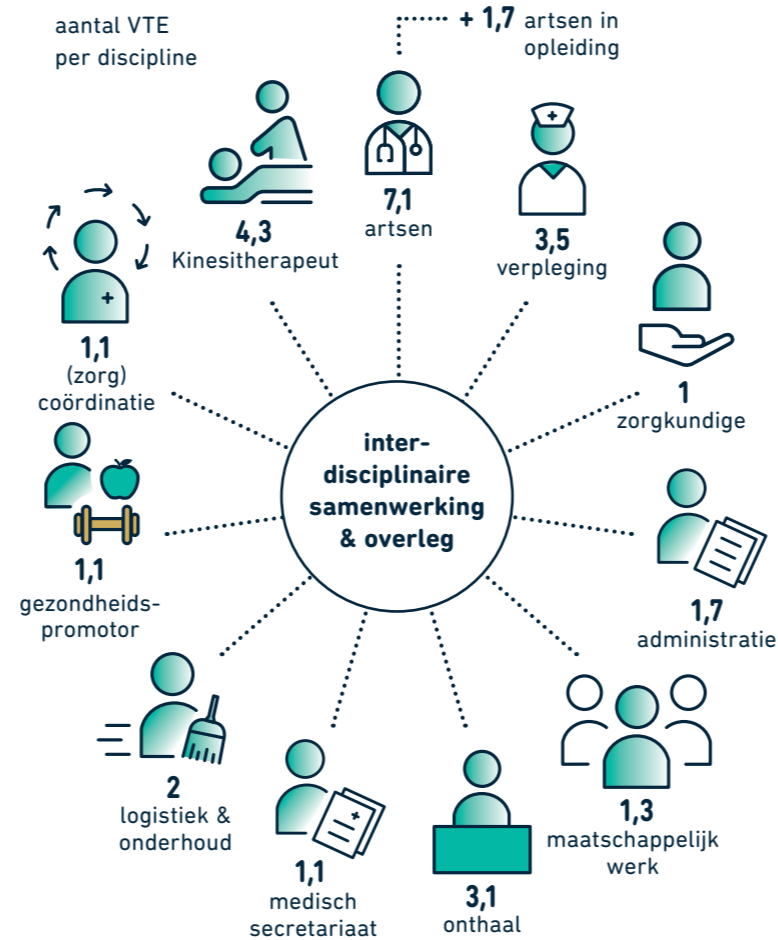 aantal VTE
per discipline
+ 1,7 artsen in
opleiding
7,1
artsen
3,5
verpleging
1
zorgkundige
1,7
administratie
1,3
maatschappelijk
werk
3,1
onthaal
1,1
medisch
secretariaat
2
logistiek &
onderhoud
1,1
gezondheids-
promotor
1,1
(zorg)
coördinatie
4,3
Kinesitherapeut
inter-
disciplinaire
samenwerking
& overleg